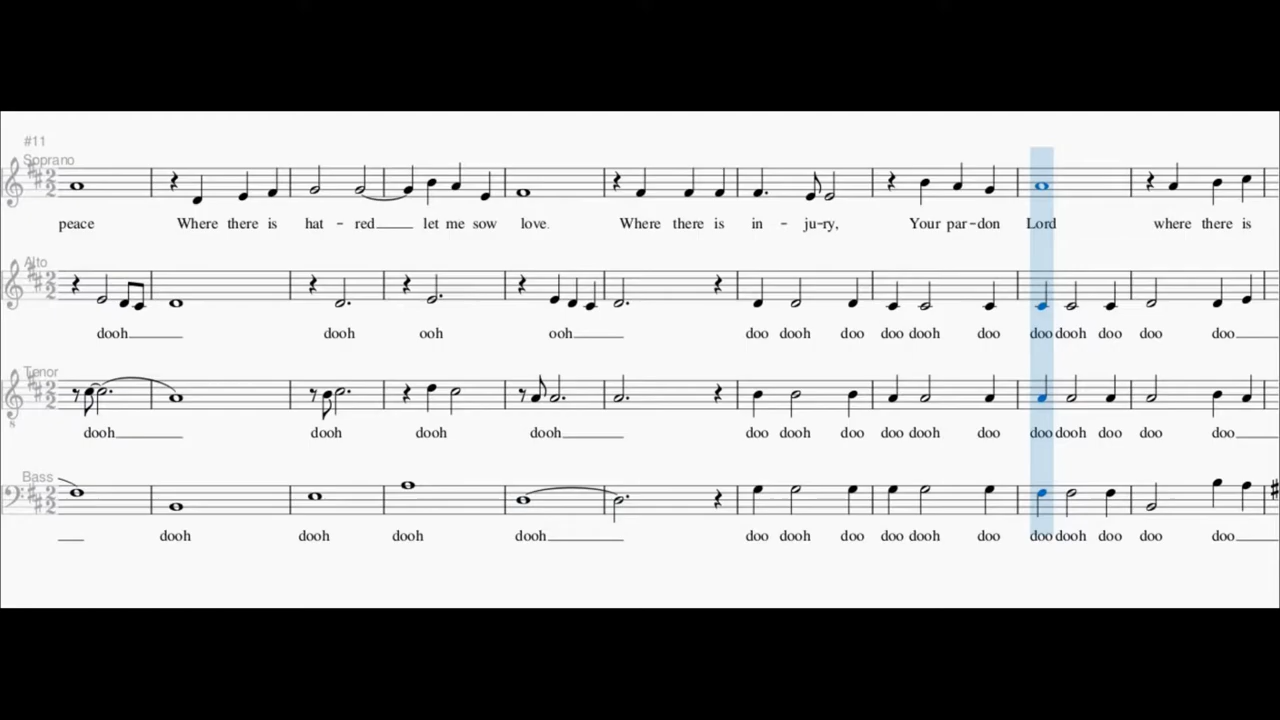 #11
Soprano
peace Where there is hat - red let me sow love. Where there is in - ju-ry, Your par-don Lord where there is
Alto
dooh dooh ooh ooh doo dooh doo doo dooh doo doo dooh doo doo doo
Tenor
8
dooh dooh dooh dooh doo dooh doo doo dooh doo doo dooh doo doo doo
Bass
dooh dooh dooh dooh doo dooh doo doo dooh doo doo dooh doo doo doo